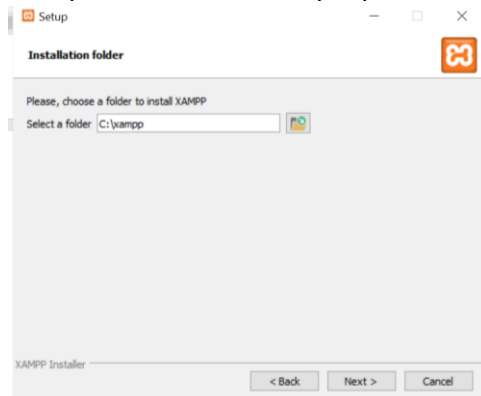 Setup
Installation folder
Please, choose a folder to install XAMPP
Select a folder C:\xampp
XAMPP Installer
< Back Next > Cancel